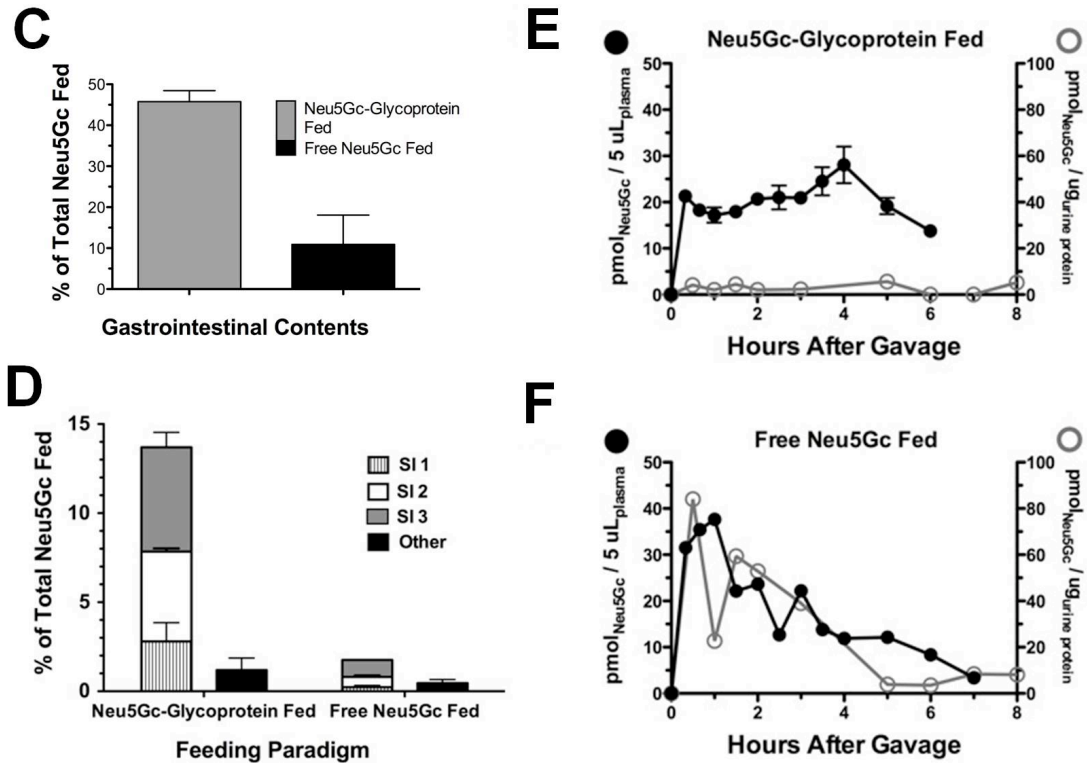 C
% of Total Neu5Gc Fed
50
40
30
20
10
0
Neu5Gc-Glycoprotein
Fed
Free Neu5Gc Fed
Gastrointestinal Contents
D
% of Total Neu5Gc Fed
15
10
5
0
SI 1
SI 2
SI 3
Other
Neu5Gc-Glycoprotein Fed
Free Neu5Gc Fed
Feeding Paradigm
E
Neu5Gc-Glycoprotein Fed
pmolNeu5Gc / 5 uLplasma
50
40
30
20
10
0
100
80
60
40
20
0
pmolNeu5Gc / ugurine protein
0 2 4 6 8
Hours After Gavage
F
Free Neu5Gc Fed
pmolNeu5Gc / 5 uLplasma
50
40
30
20
10
0
100
80
60
40
20
0
pmolNeu5Gc / ugurine protein
0 2 4 6 8
Hours After Gavage